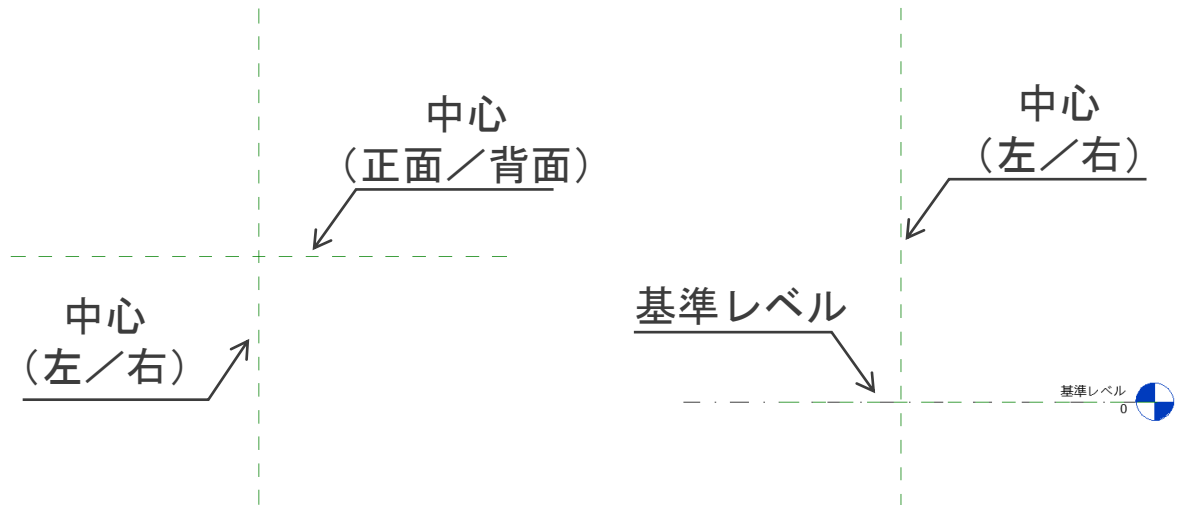 中心
（正面／背面）
中心
（左／右）
中心
（左／右）
基準レベル
基準レベル
0